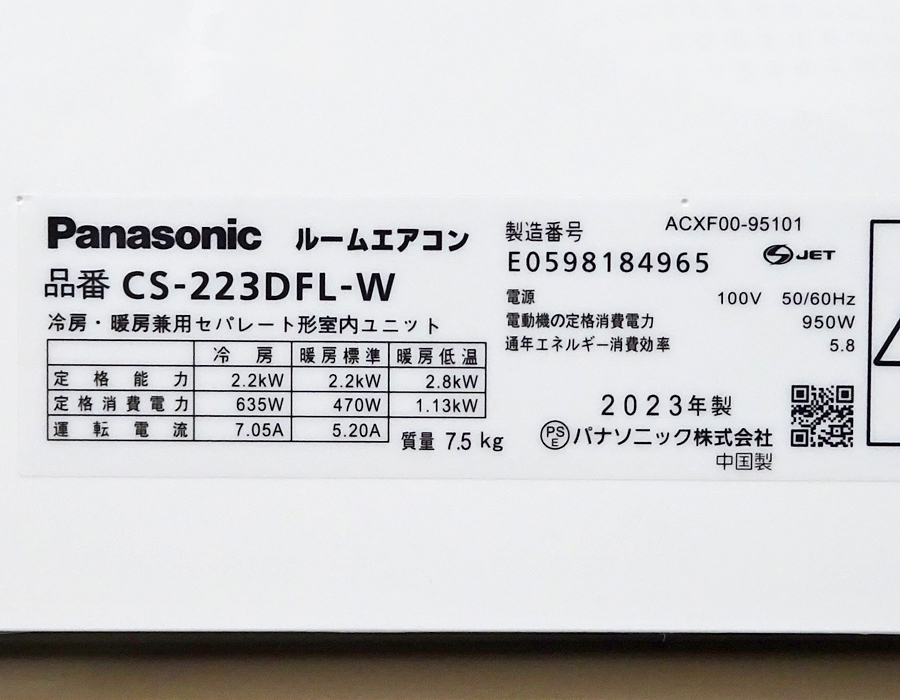 Panasonic ルームエアコン
品番 CS-223DFL-W
冷房・暖房兼用セパレート形室内ユニット
冷 房 暖房標準 暖房低温
定格能力 2.2kW 2.2kW 2.8kW
定格消費電力 635W 470W 1.13kW
運転電流 7.05A 5.20A
質量 7.5 kg
ACXF00-95101
製造番号
E0598184965
S JET
電源 100V 50/60Hz
電動機の定格消費電力 950W
通年エネルギー消費効率 5.8
2023年製
PSE パナソニック株式会社
中国製